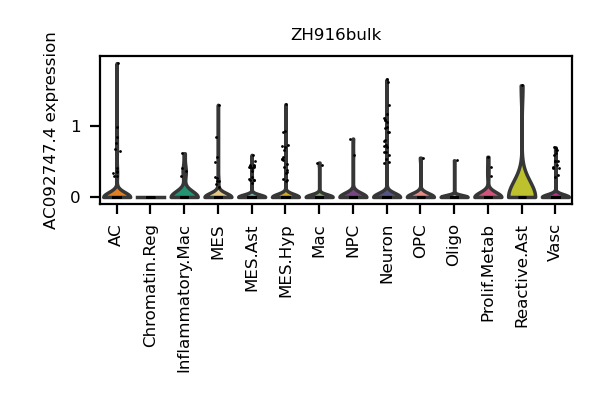 ZH916bulk
AC092747.4 expression
1
0
AC
Chromatin.Reg
Inflammatory.Mac
MES
MES.Ast
MES.Hyp
Mac
NPC
Neuron
OPC
Oligo
Prolif.Metab
Reactive.Ast
Vasc